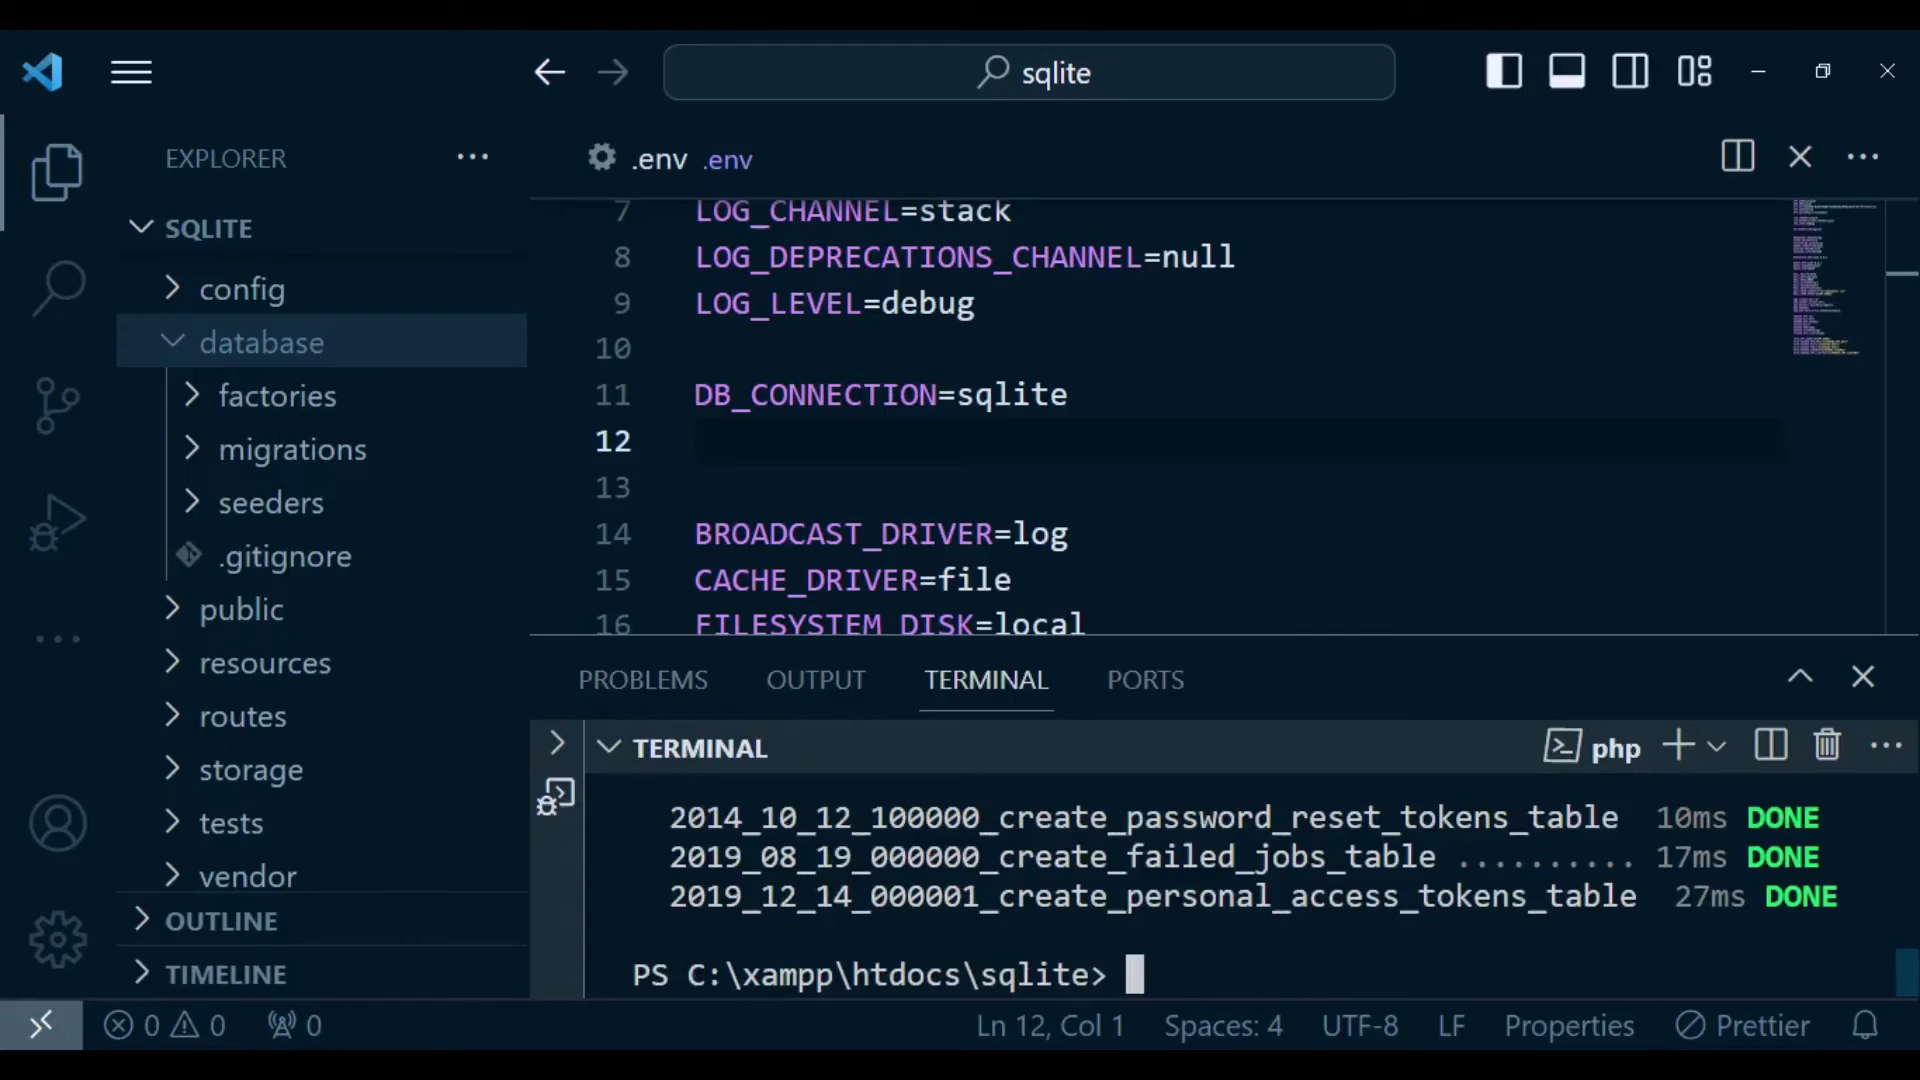 sqlite
EXPLORER
SQLITE
config
database
factories
migrations
seeders
.gitignore
public
resources
routes
storage
tests
vendor
OUTLINE
TIMELINE
.env .env
7 LOG_CHANNEL=stack
8 LOG_DEPRECATIONS_CHANNEL=null
9 LOG_LEVEL=debug
10
11 DB_CONNECTION=sqlite
12
13
14 BROADCAST_DRIVER=log
15 CACHE_DRIVER=file
16 FILESYSTEM_DISK=local
PROBLEMS OUTPUT TERMINAL PORTS
TERMINAL php
2014_10_12_100000_create_password_reset_tokens_table 10ms DONE
2019_08_19_000000_create_failed_jobs_table .......... 17ms DONE
2019_12_14_000001_create_personal_access_tokens_table 27ms DONE
PS C:\xampp\htdocs\sqlite>
0 0 0 Ln 12, Col 1 Spaces: 4 UTF-8 LF Properties Prettier